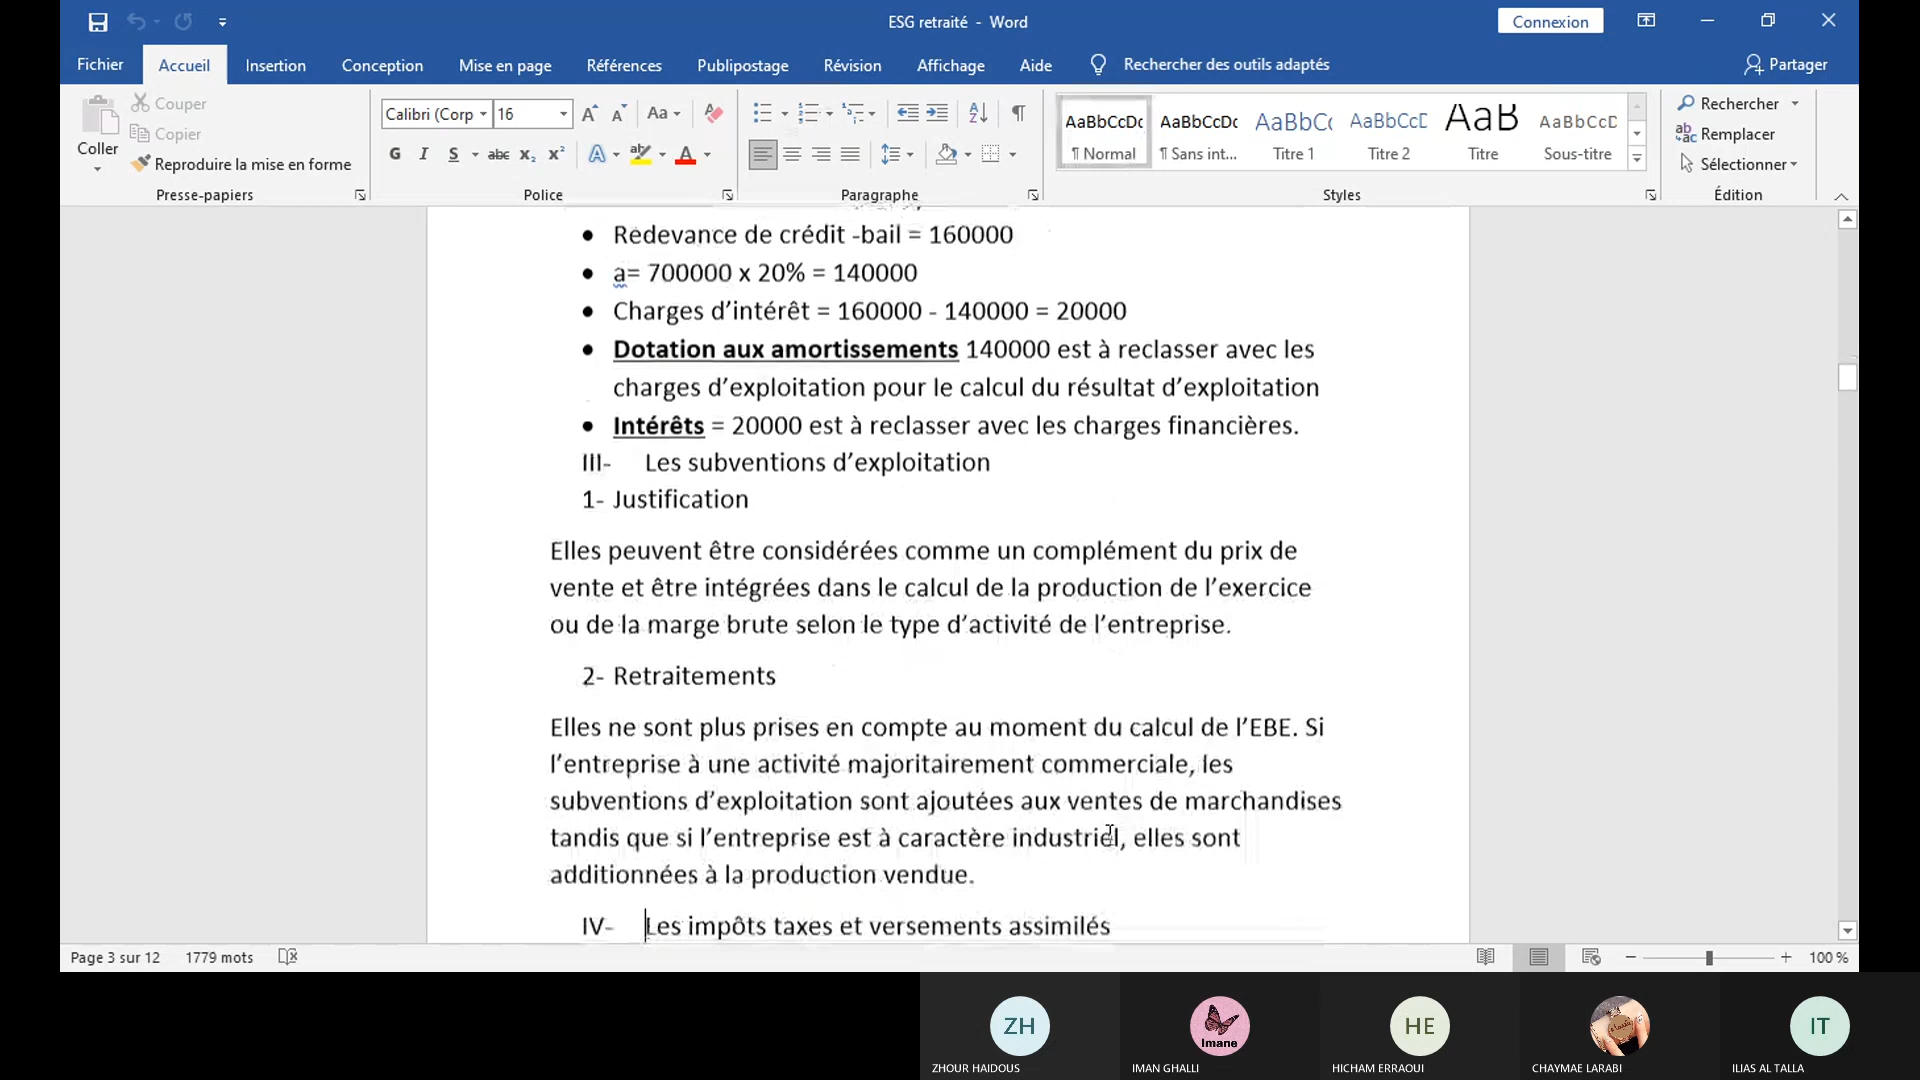 ESG retraité - Word
Connexion
Fichier Accueil Insertion Conception Mise en page Références Publipostage Révision Affichage Aide Rechercher des outils adaptés Partager
Coller
Couper
Copier
Reproduire la mise en forme
Presse-papiers
Calibri (Corp 16
Aa
G I S abc x₂ x² A A
Police
Paragraphe
AaBbCcDc AaBbCcDc AaBbCc AaBbCcD AaB AaBbCcD
¶ Normal ¶ Sans int... Titre 1 Titre 2 Titre Sous-titre
Styles
Rechercher
Remplacer
Sélectionner
Édition
• Redevance de crédit -bail = 160000
• a= 700000 x 20% = 140000
• Charges d’intérêt = 160000 - 140000 = 20000
• Dotation aux amortissements 140000 est à reclasser avec les
charges d’exploitation pour le calcul du résultat d’exploitation
• Intérêts = 20000 est à reclasser avec les charges financières.
III- Les subventions d’exploitation
1- Justification
Elles peuvent être considérées comme un complément du prix de
vente et être intégrées dans le calcul de la production de l’exercice
ou de la marge brute selon le type d’activité de l’entreprise.
2- Retraitements
Elles ne sont plus prises en compte au moment du calcul de l’EBE. Si
l’entreprise à une activité majoritairement commerciale, les
subventions d’exploitation sont ajoutées aux ventes de marchandises
tandis que si l’entreprise est à caractère industriel, elles sont
additionnées à la production vendue.
IV- Les impôts taxes et versements assimilés
Page 3 sur 12 1779 mots 100 %
ZH HE IT
Imane
ZHOUR HAIDOUS IMAN GHALLI HICHAM ERRAOUI CHAYMAE LARABI ILIAS AL TALLA